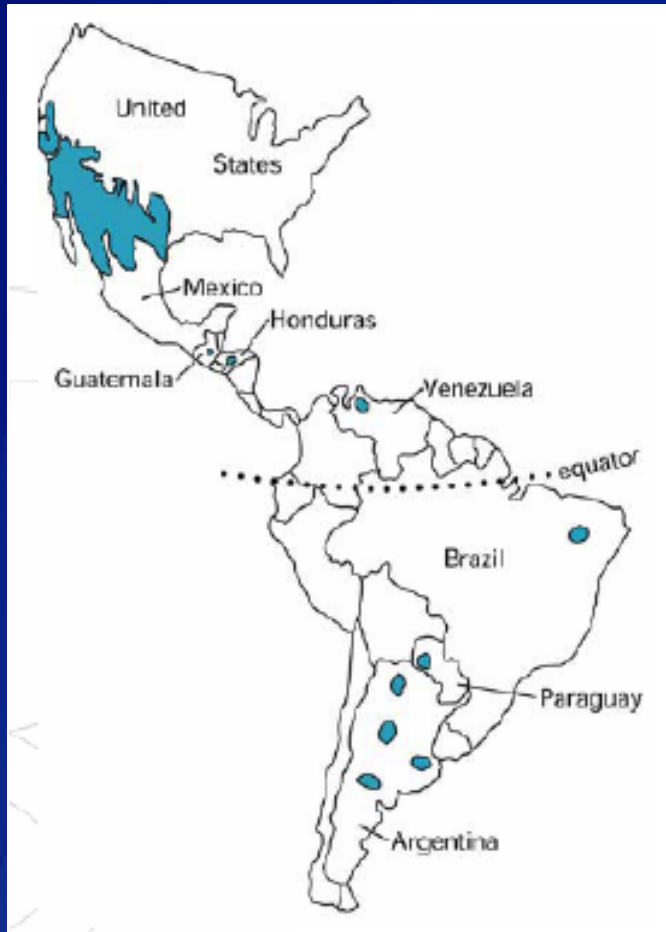 United
States
Mexico
Honduras
Guatemala
Venezuela
equator
Brazil
Paraguay
Argentina